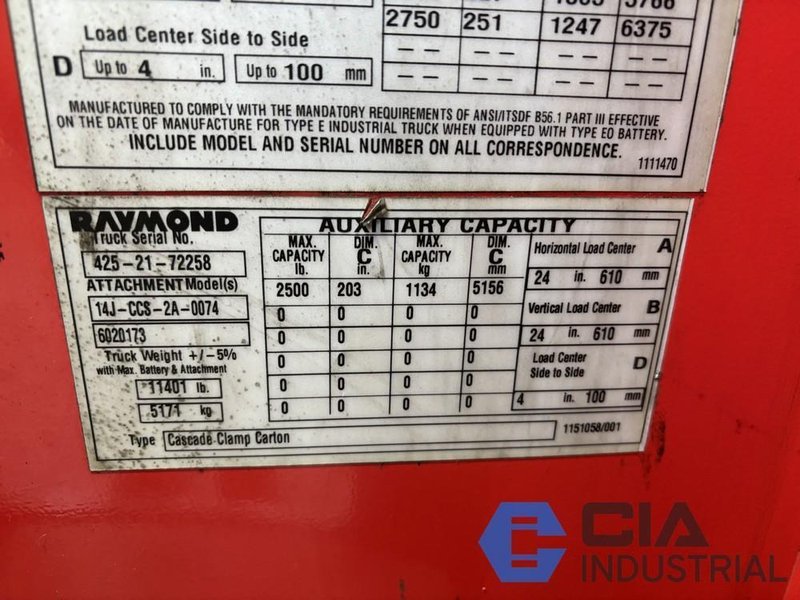 2750 251 1247 6375
Load Center Side to Side
D Up to 4 in. Up to 100 mm
MANUFACTURED TO COMPLY WITH THE MANDATORY REQUIREMENTS OF ANSI/ITSDF B56.1 PART III EFFECTIVE
ON THE DATE OF MANUFACTURE FOR TYPE E INDUSTRIAL TRUCK WHEN EQUIPPED WITH TYPE EO BATTERY.
INCLUDE MODEL AND SERIAL NUMBER ON ALL CORRESPONDENCE.
1111470
RAYMOND
Truck Serial No.
425-21-72258
ATTACHMENT Model(s)
14J-CCS-2A-0074
6020173
Truck Weight +/-5%
with Max. Battery & Attachment
11401 lb.
5171 kg
Type Cascade Clamp Carton
AUXILIARY CAPACITY
MAX. CAPACITY lb. DIM. C in. MAX. CAPACITY kg DIM. C mm
2500 203 1134 5156
0 0 0 0
0 0 0 0
0 0 0 0
0 0 0 0
0 0 0 0
Horizontal Load Center A
24 in. 610 mm
Vertical Load Center B
24 in. 610 mm
Load Center
Side to Side D
4 in. 100 mm
1151058/001
CIA
INDUSTRIAL